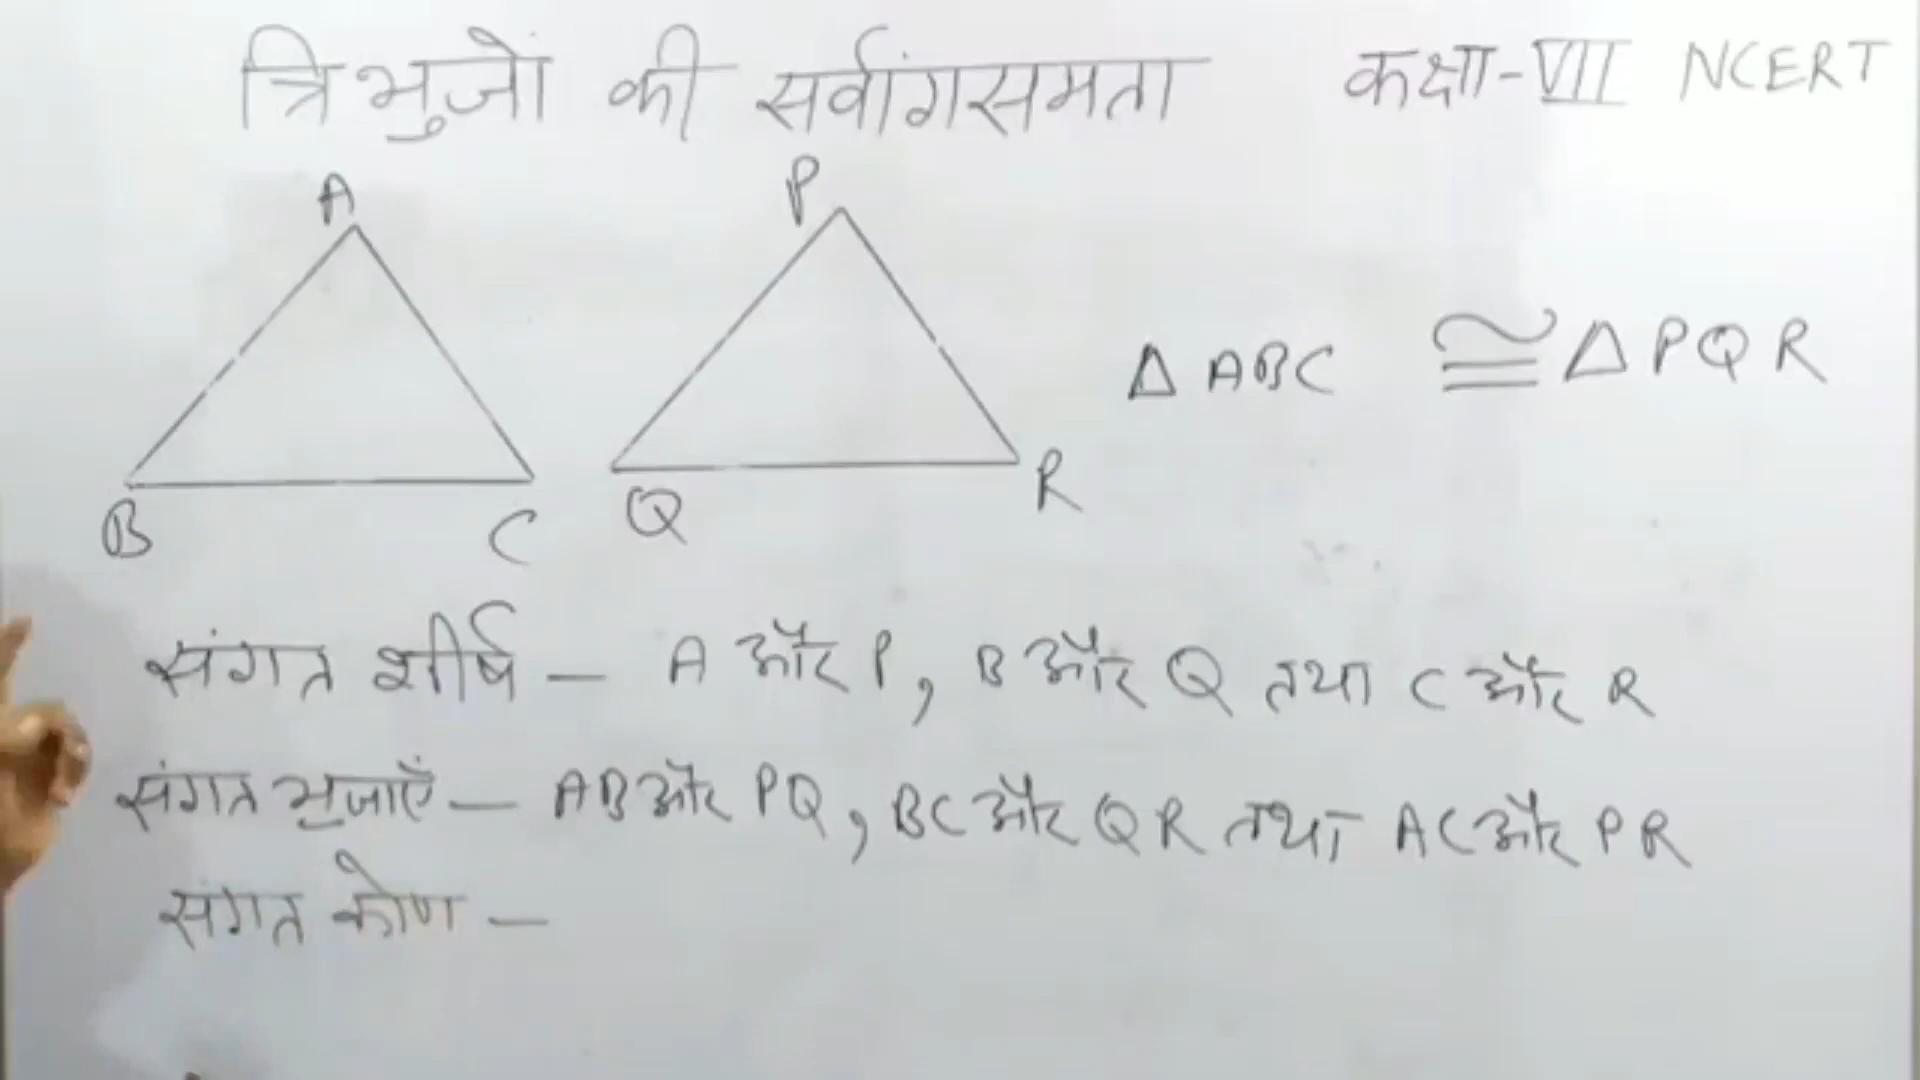 त्रिभुजों की सर्वांगसमता कक्षा-VII NCERT
A P
Δ ABC ≅ Δ PQR
B C Q R
संगत शीर्ष — A और P, B और Q तथा C और R
संगत भुजाएँ — AB और PQ, BC और QR तथा AC और PR
संगत कोण —